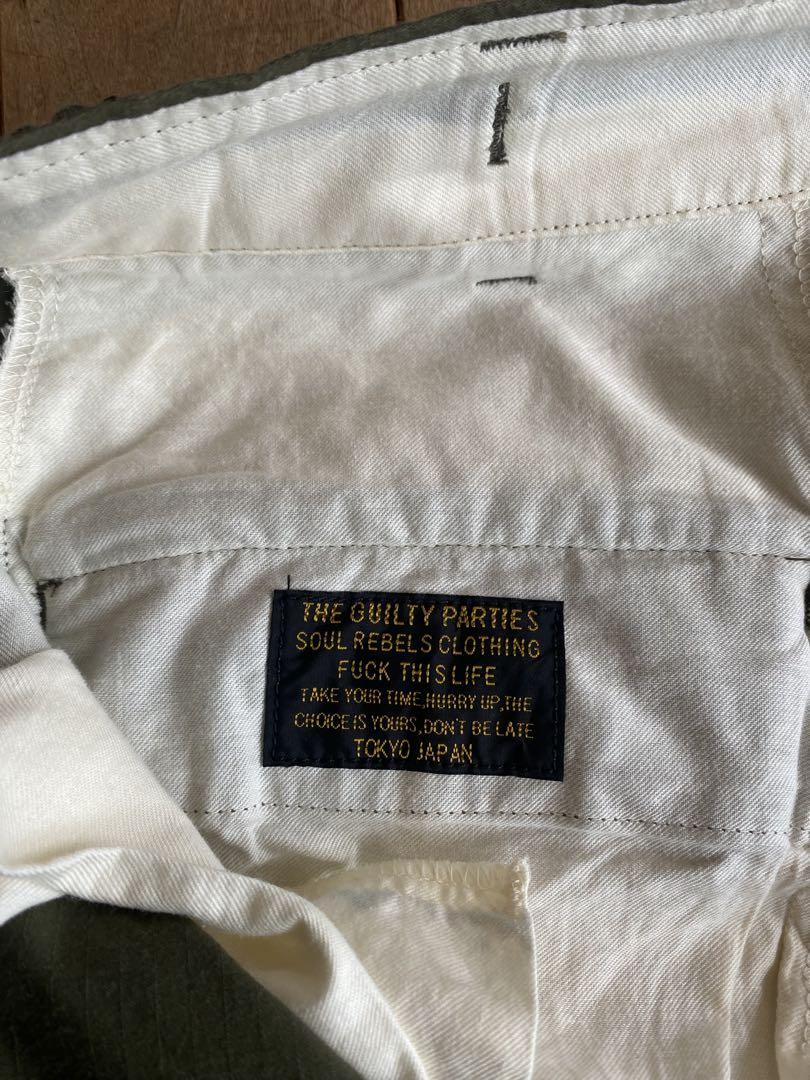 THE GUILTY PARTIES
SOUL REBELS CLOTHING
FUCK THIS LIFE
TAKE YOUR TIME,HURRY UP,THE
CHOICE IS YOURS,DON'T BE LATE
TOKYO JAPAN